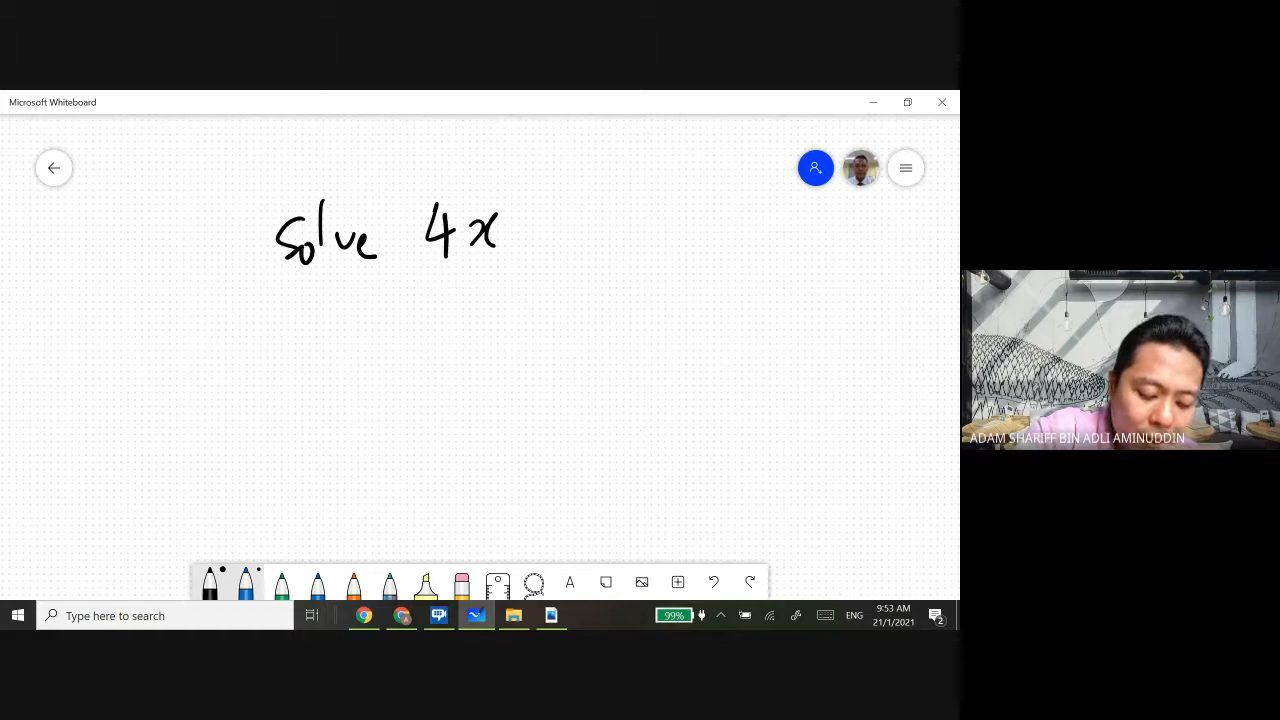 Microsoft Whiteboard
solve 4x
ADAM SHARIFF BIN ADLI AMINUDDIN
A
Type here to search
99%
ENG
9:53 AM
21/1/2021
2